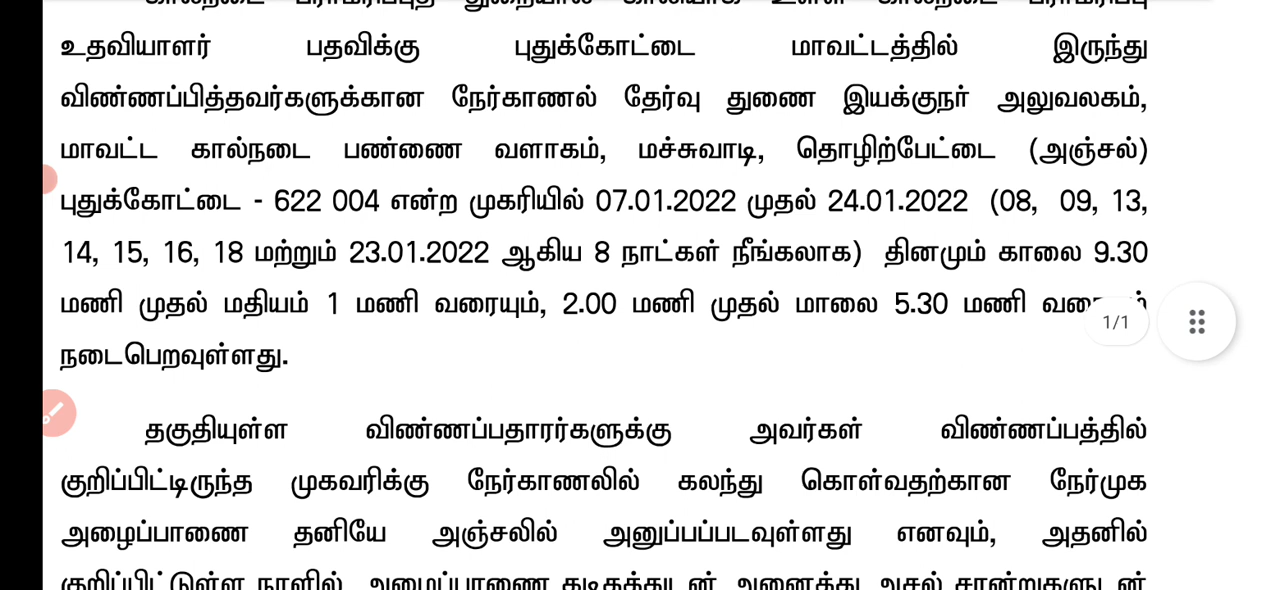 உதவியாளர் பதவிக்கு புதுக்கோட்டை மாவட்டத்தில் இருந்து
விண்ணப்பித்தவர்களுக்கான நேர்காணல் தேர்வு துணை இயக்குநர் அலுவலகம்,
மாவட்ட கால்நடை பண்ணை வளாகம், மச்சுவாடி, தொழிற்பேட்டை (அஞ்சல்)
புதுக்கோட்டை - 622 004 என்ற முகரியில் 07.01.2022 முதல் 24.01.2022 (08, 09, 13,
14, 15, 16, 18 மற்றும் 23.01.2022 ஆகிய 8 நாட்கள் நீங்கலாக) தினமும் காலை 9.30
மணி முதல் மதியம் 1 மணி வரையும், 2.00 மணி முதல் மாலை 5.30 மணி
1/1
நடைபெறவுள்ளது.
தகுதியுள்ள விண்ணப்பதாரர்களுக்கு அவர்கள் விண்ணப்பத்தில்
குறிப்பிட்டிருந்த முகவரிக்கு நேர்காணலில் கலந்து கொள்வதற்கான நேர்முக
அழைப்பாணை தனியே அஞ்சலில் அனுப்பப்படவுள்ளது எனவும், அதனில்